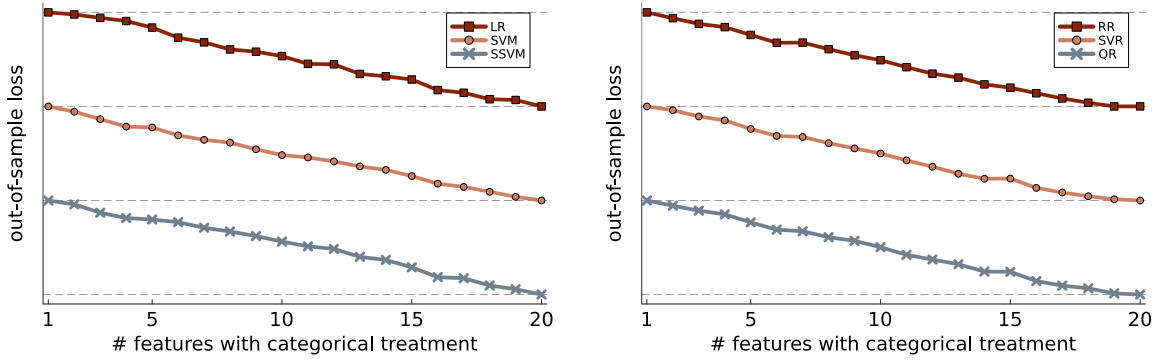 out-of-sample loss
LR
SVM
SSVM
1
5
10
15
20
# features with categorical treatment
out-of-sample loss
RR
SVR
QR
1
5
10
15
20
# features with categorical treatment